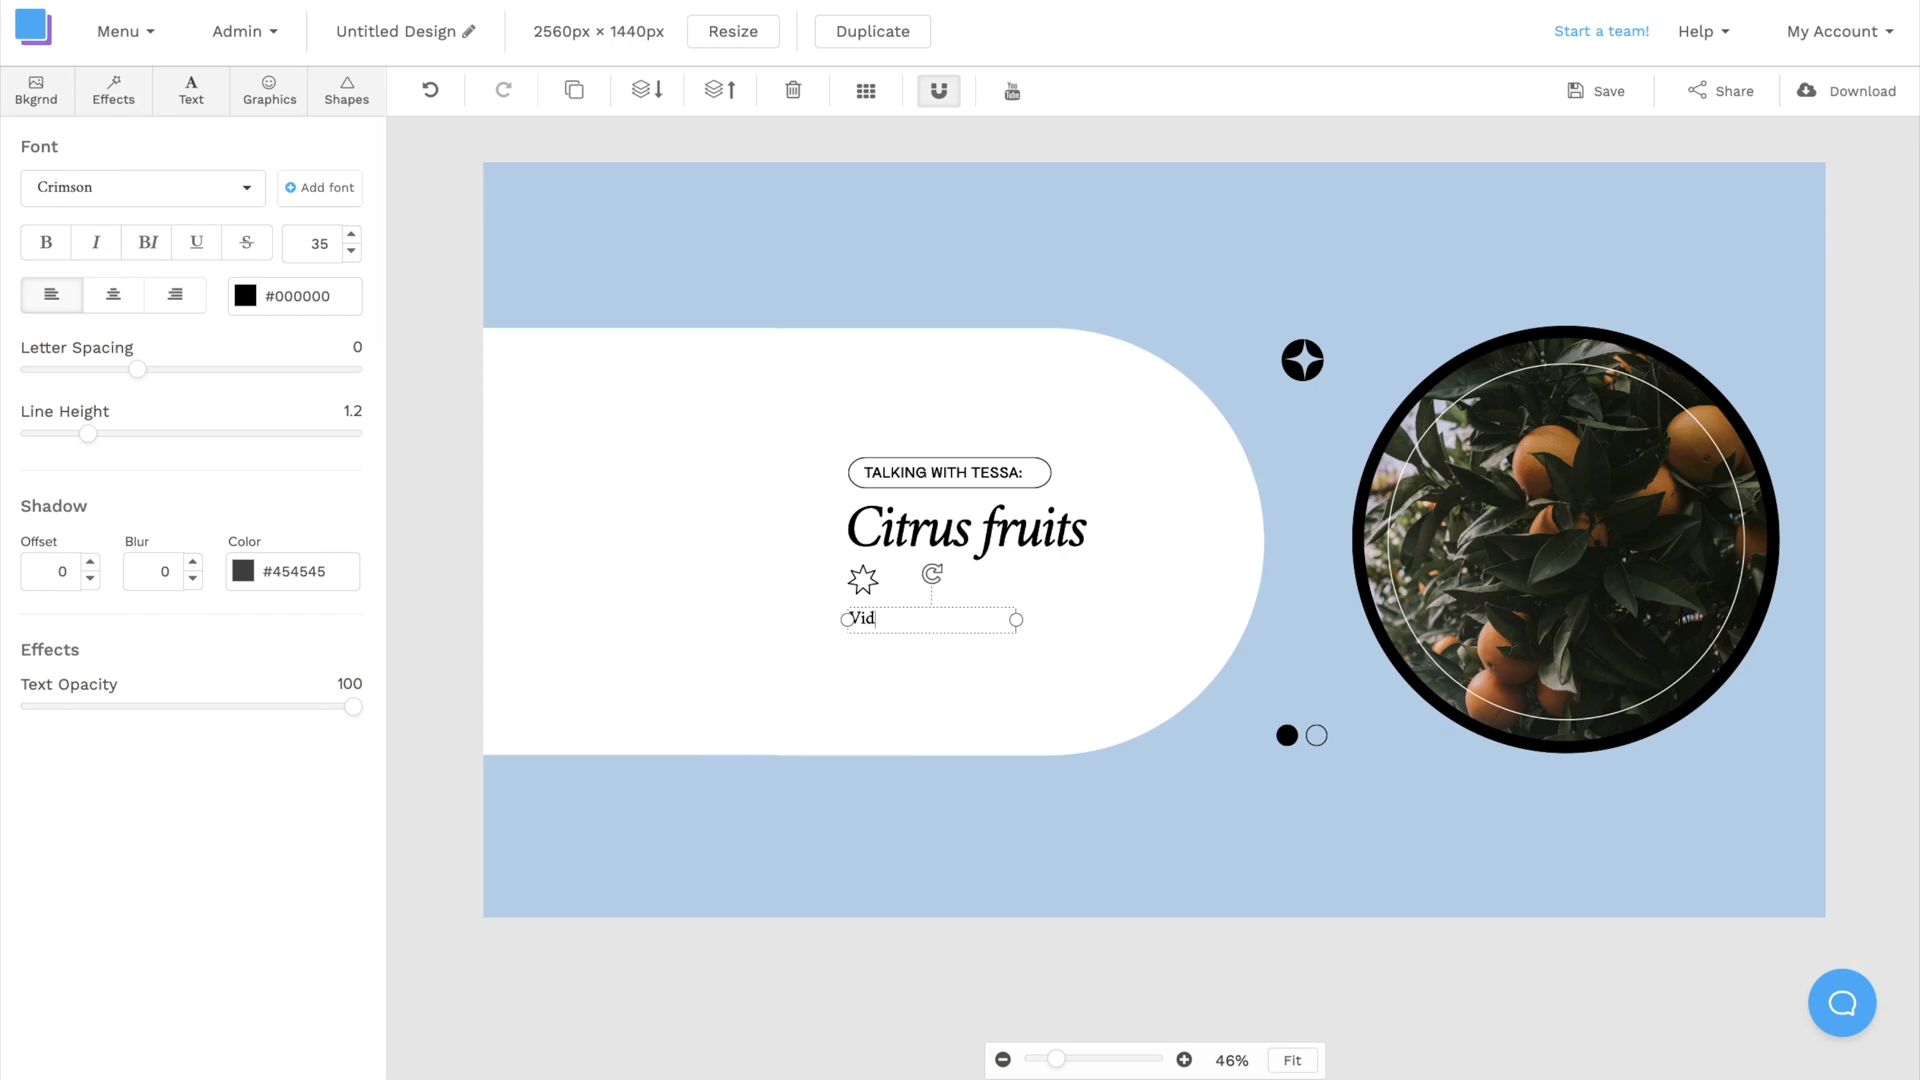 Menu Admin Untitled Design 2560px × 1440px Resize Duplicate Start a team! Help My Account
Bkgrnd Effects Text Graphics Shapes You Tube Save Share Download
Font
Crimson Add font
B I BI U S 35
#000000
Letter Spacing 0
Line Height 1.2
Shadow
Offset Blur Color
0 0 #454545
Effects
Text Opacity 100
TALKING WITH TESSA:
Citrus fruits
Vid
46% Fit